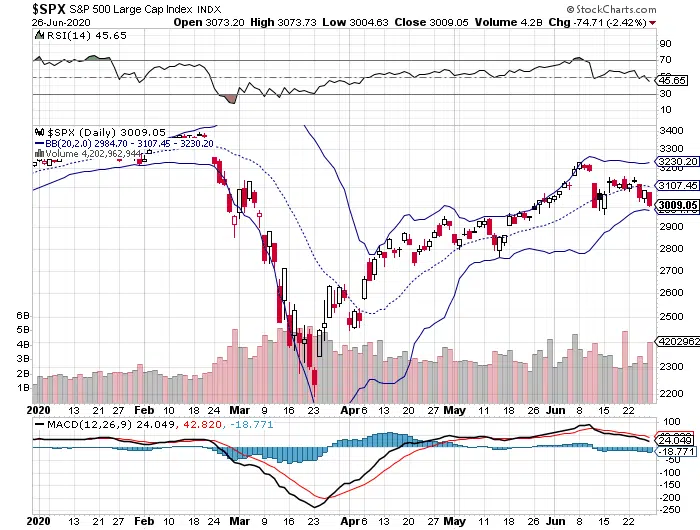 $SPX S&P 500 Large Cap Index INDX © StockCharts.com
26-Jun-2020 Open 3073.20 High 3073.73 Low 3004.63 Close 3009.05 Volume 4.2B Chg -74.71 (-2.42%)
RSI(14) 45.65
90
70
50
45.65
30
10
$SPX (Daily) 3009.05
BB(20,2.0) 2984.70 - 3107.45 - 3230.20
Volume 4,202,962,944
3400
3300
3230.20
3200
3107.45
3009.05
2900
2800
2700
2600
2500
2400
2300
2200
6B
5B
4B
3B
2B
1B
4202962
2020 13 21 27 Feb 10 18 24 Mar 9 16 23 Apr 6 13 20 27 May 11 18 26 Jun 8 15 22
MACD(12,26,9) 24.049, 42.820, -18.771
100
24.049
-18.771
-50
-100
-150
-200
-250
2020 13 21 27 Feb 10 18 24 Mar 9 16 23 Apr 6 13 20 27 May 11 18 26 Jun 8 15 22